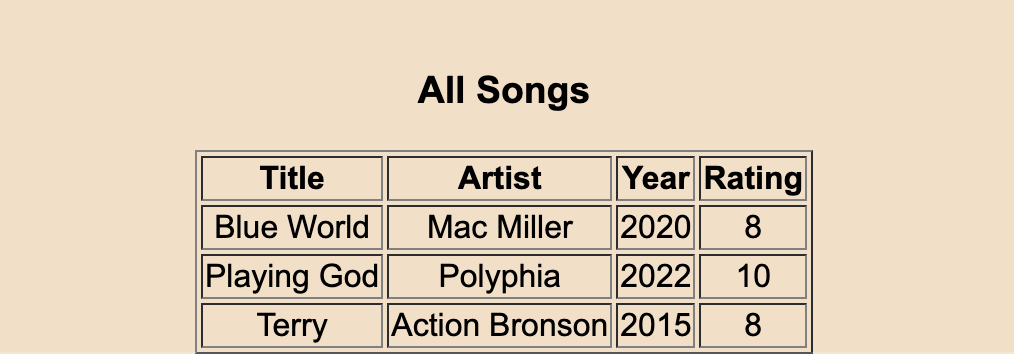 All Songs
Title Artist Year Rating
Blue World Mac Miller 2020 8
Playing God Polyphia 2022 10
Terry Action Bronson 2015 8